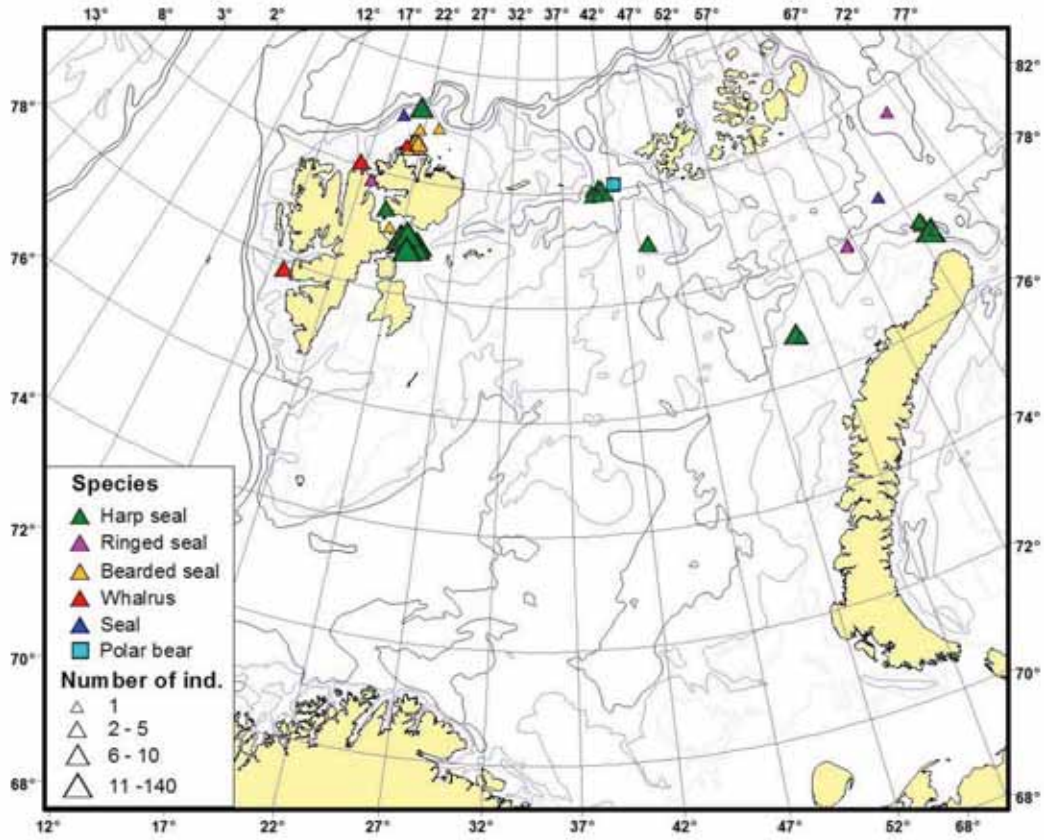 13° 8° 3° 2° 12° 17° 22° 27° 32° 37° 42° 47° 52° 57° 67° 72° 77°
82°
78° 78°
76° 76°
74° 74°
72° 72°
70° 70°
68° 68°
Species
Harp seal
Ringed seal
Bearded seal
Whalrus
Seal
Polar bear
Number of ind.
1
2 - 5
6 - 10
11 -140
12° 17° 22° 27° 32° 37° 42° 47° 52° 68°